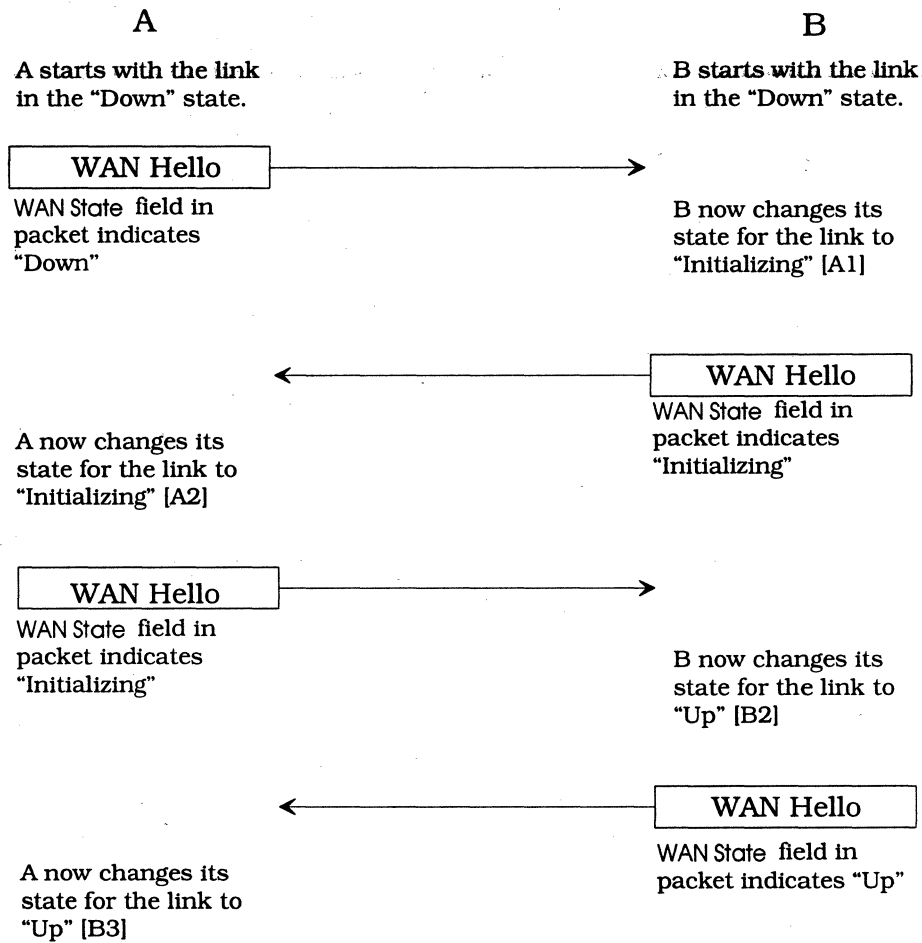 A
B
A starts with the link
in the “Down” state.
B starts with the link
in the “Down” state.
WAN Hello
WAN State field in
packet indicates
“Down”
B now changes its
state for the link to
“Initializing” [A1]
WAN Hello
WAN State field in
packet indicates
“Initializing”
A now changes its
state for the link to
“Initializing” [A2]
WAN Hello
WAN State field in
packet indicates
“Initializing”
B now changes its
state for the link to
“Up” [B2]
WAN Hello
WAN State field in
packet indicates “Up”
A now changes its
state for the link to
“Up” [B3]